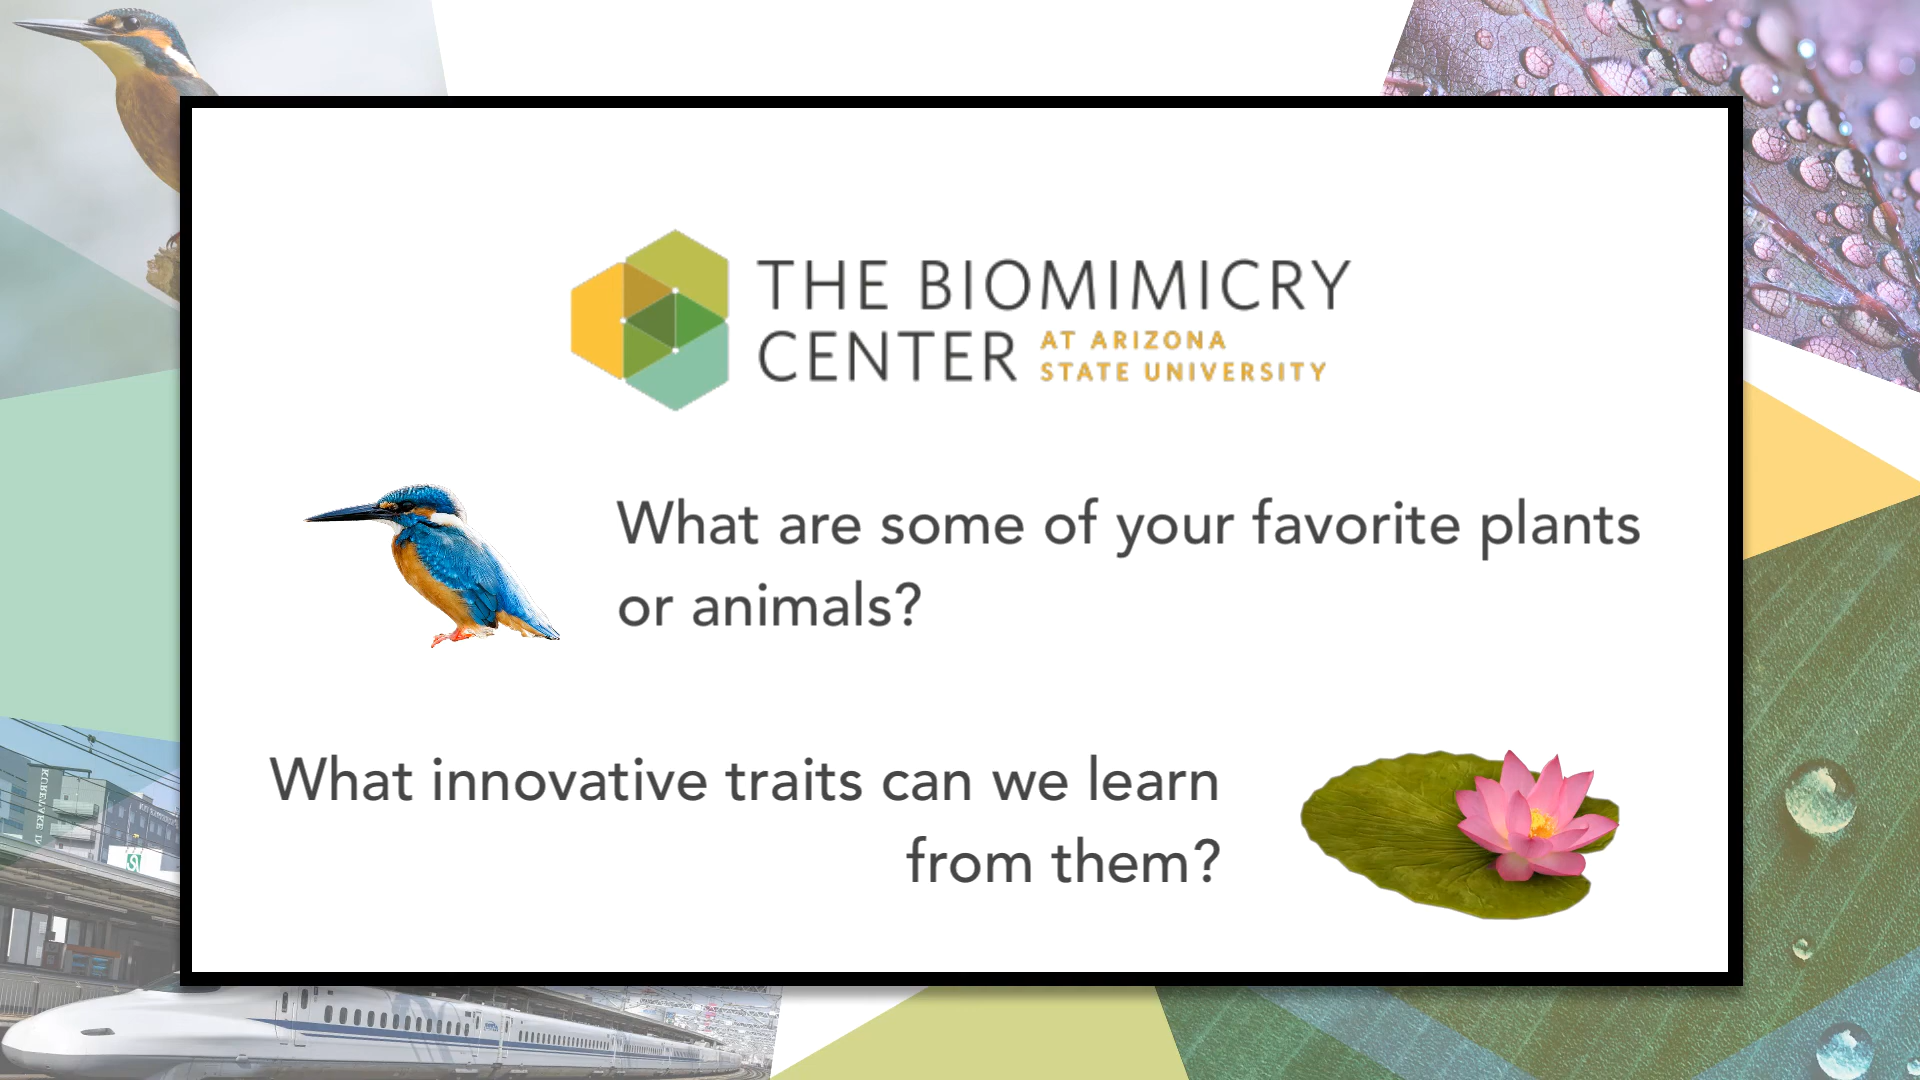 THE BIOMIMICRY
CENTER AT ARIZONA
STATE UNIVERSITY
What are some of your favorite plants
or animals?
What innovative traits can we learn
from them?